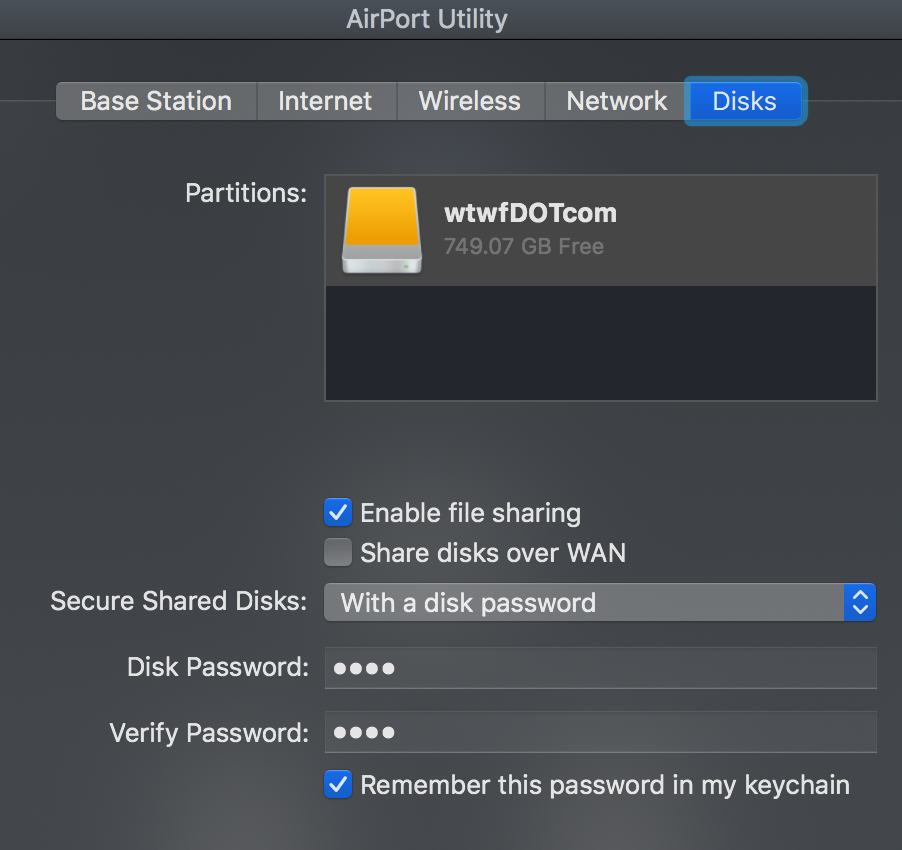 AirPort Utility
Base Station Internet Wireless Network Disks
Partitions:
wtwfDOTcom
749.07 GB Free
Enable file sharing
Share disks over WAN
Secure Shared Disks: With a disk password
Disk Password: ●●●●
Verify Password: ●●●●
Remember this password in my keychain